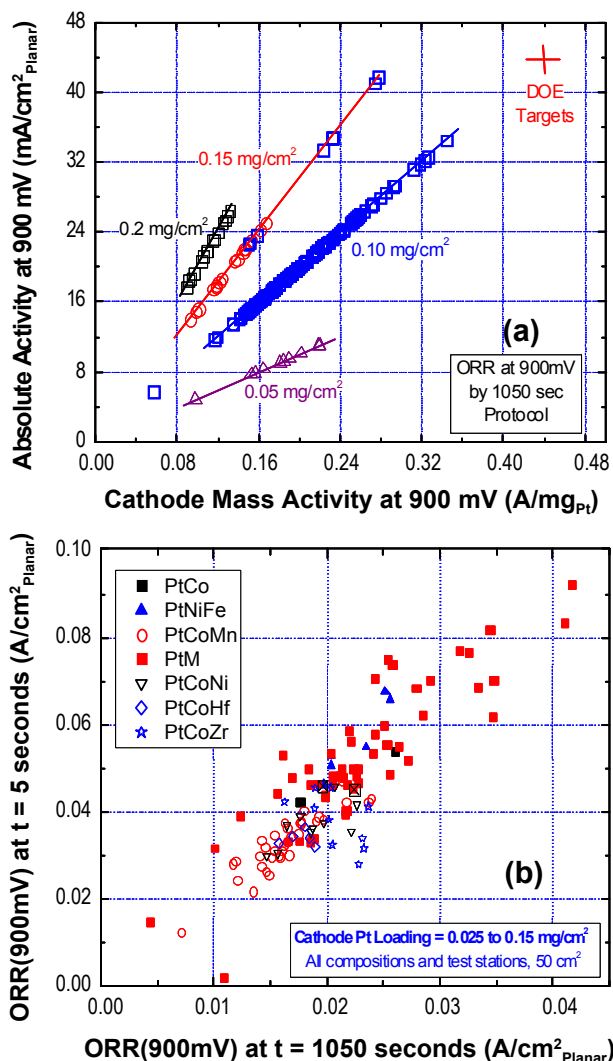 48
40
32
24
16
8
0
Absolute Activity at 900 mV (mA/cm²Planar)
DOE
Targets
0.15 mg/cm²
0.2 mg/cm²
0.10 mg/cm²
0.05 mg/cm²
(a)
ORR at 900mV
by 1050 sec
Protocol
0.00 0.08 0.16 0.24 0.32 0.40 0.48
Cathode Mass Activity at 900 mV (A/mgPt)
0.10
0.08
0.06
0.04
0.02
0.00
ORR(900mV) at t = 5 seconds (A/cm²Planar)
PtCo
PtNiFe
PtCoMn
PtM
PtCoNi
PtCoHf
PtCoZr
(b)
Cathode Pt Loading = 0.025 to 0.15 mg/cm²
All compositions and test stations, 50 cm²
0.00 0.01 0.02 0.03 0.04
ORR(900mV) at t = 1050 seconds (A/cm²Planar)